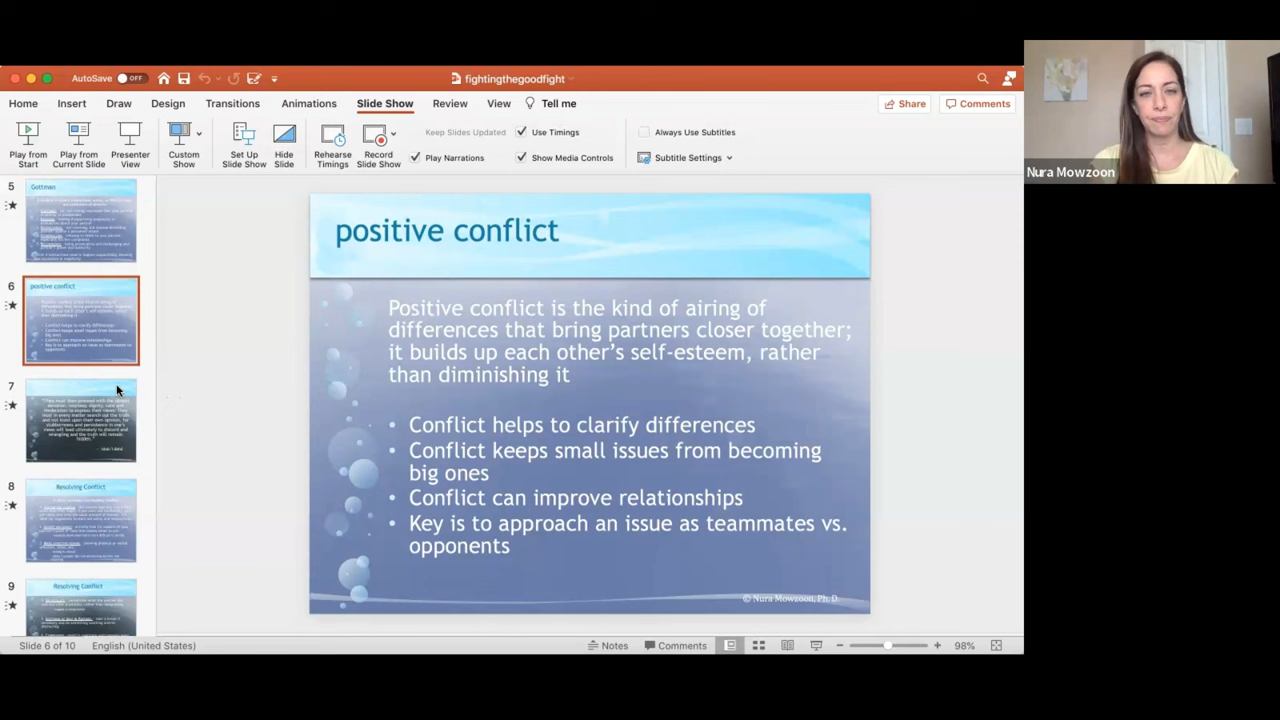 AutoSave OFF
fightingthegoodfight
Home Insert Draw Design Transitions Animations Slide Show Review View Tell me
Share Comments
Play from Start
Play from Current Slide
Presenter View
Custom Show
Set Up Slide Show
Hide Slide
Rehearse Timings
Record Slide Show
Keep Slides Updated
Play Narrations
Use Timings
Show Media Controls
Always Use Subtitles
Subtitle Settings
Nura Mowzoon
5
Gottman
6
positive conflict
7
8
Resolving Conflict
9
Resolving Conflict
positive conflict
Positive conflict is the kind of airing of
differences that bring partners closer together;
it builds up each other's self-esteem, rather
than diminishing it
• Conflict helps to clarify differences
• Conflict keeps small issues from becoming
big ones
• Conflict can improve relationships
• Key is to approach an issue as teammates vs.
opponents
© Nura Mowzoon, Ph. D.
Slide 6 of 10 English (United States)
Notes Comments 98%